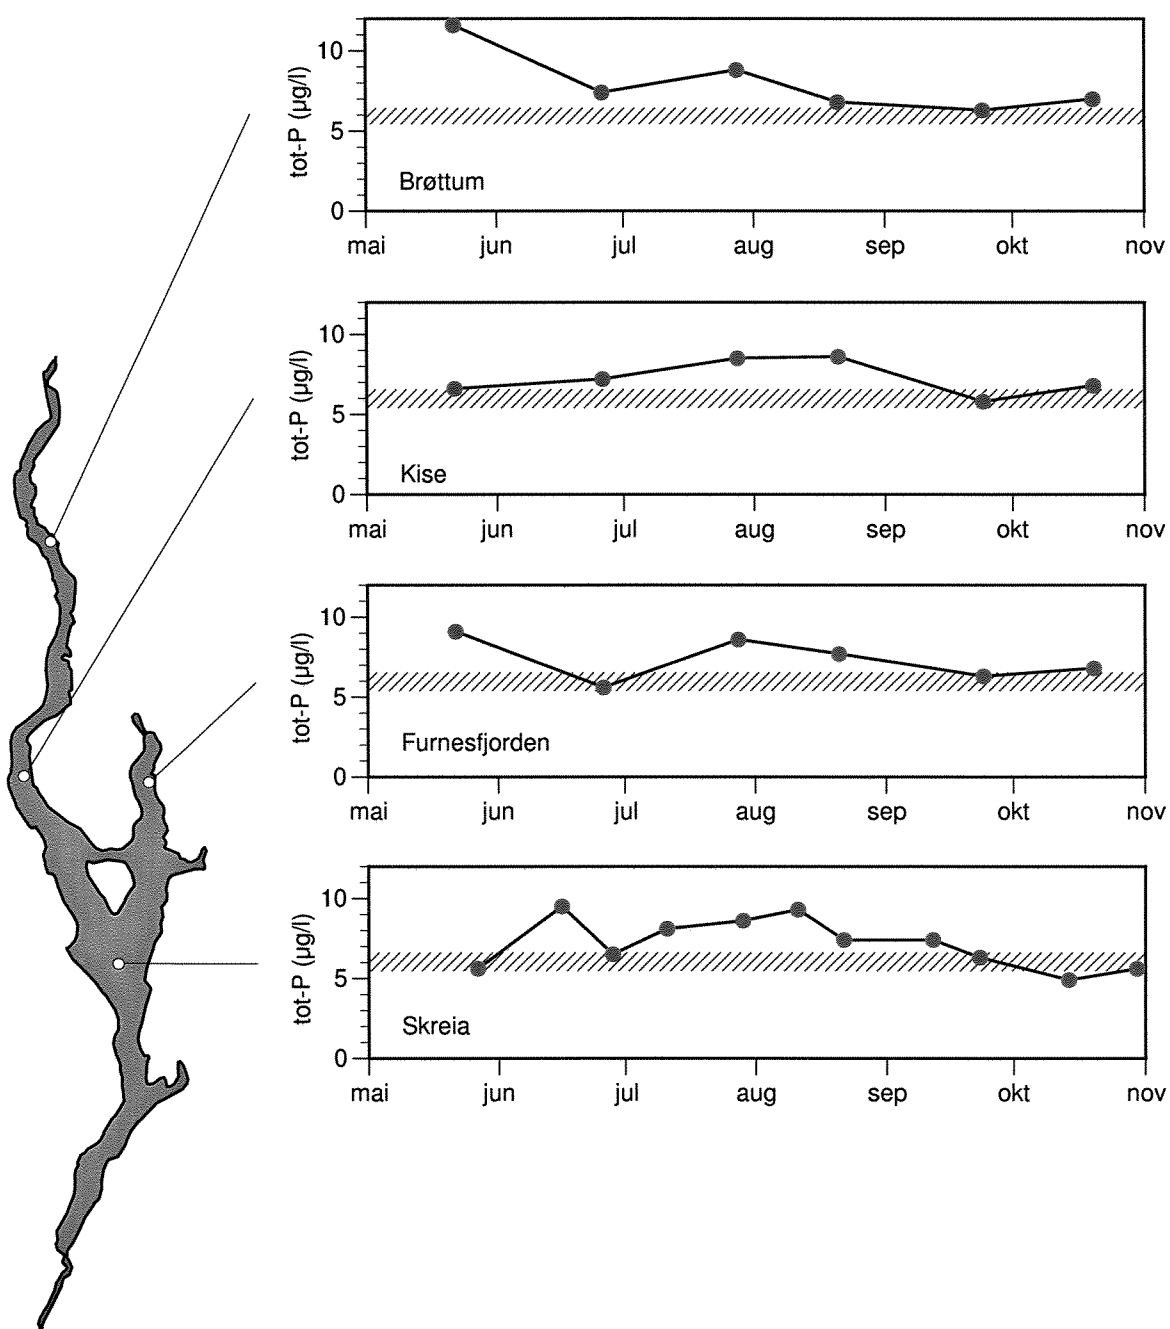 tot-P (µg/l)
10
5
0
Brøttum
mai jun jul aug sep okt nov
tot-P (µg/l)
10
5
0
Kise
mai jun jul aug sep okt nov
tot-P (µg/l)
10
5
0
Furnesfjorden
mai jun jul aug sep okt nov
tot-P (µg/l)
10
5
0
Skreia
mai jun jul aug sep okt nov